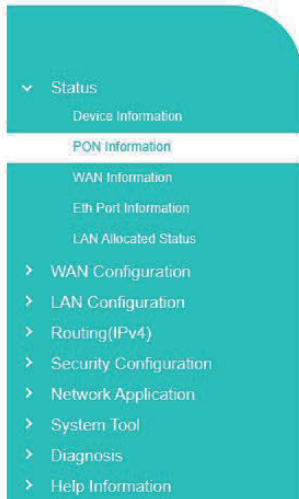 Status
Device Information
PON Information
WAN Information
Eth Port Information
LAN Allocated Status
WAN Configuration
LAN Configuration
Routing(IPv4)
Security Configuration
Network Application
System Tool
Diagnosis
Help Information